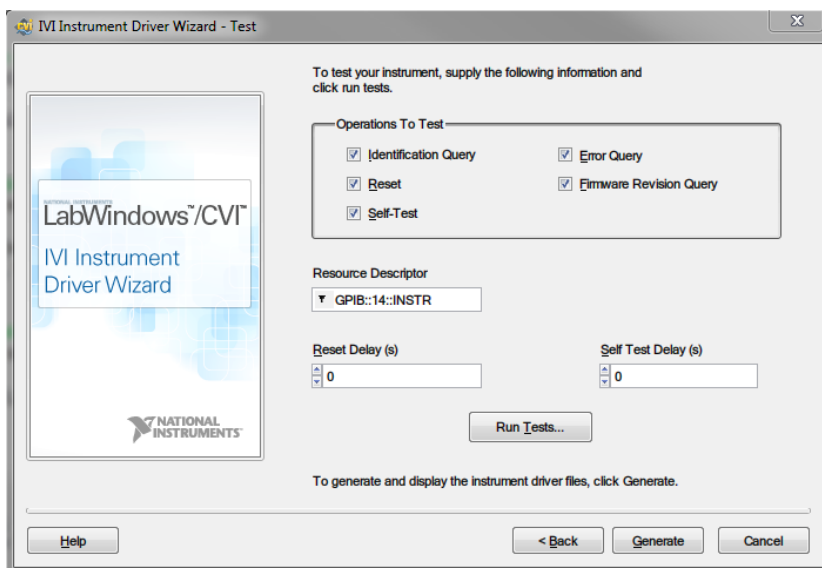 IVI Instrument Driver Wizard - Test
To test your instrument, supply the following information and
click run tests.
Operations To Test
Identification Query
Error Query
Reset
Firmware Revision Query
Self-Test
NATIONAL INSTRUMENTS
LabWindows™/CVI™
IVI Instrument
Driver Wizard
NATIONAL
INSTRUMENTS™
Resource Descriptor
GPIB::14::INSTR
Reset Delay (s)
Self Test Delay (s)
0
0
Run Tests...
To generate and display the instrument driver files, click Generate.
Help
< Back
Generate
Cancel